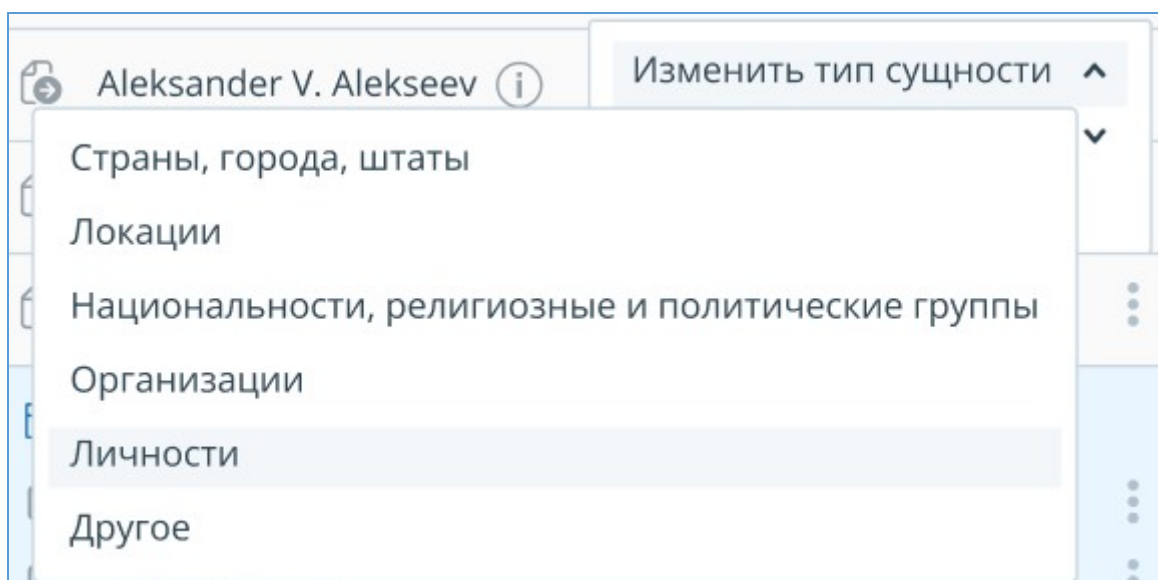 Aleksander V. Alekseev
Изменить тип сущности
Страны, города, штаты
Локации
Национальности, религиозные и политические группы
Организации
Личности
Другое